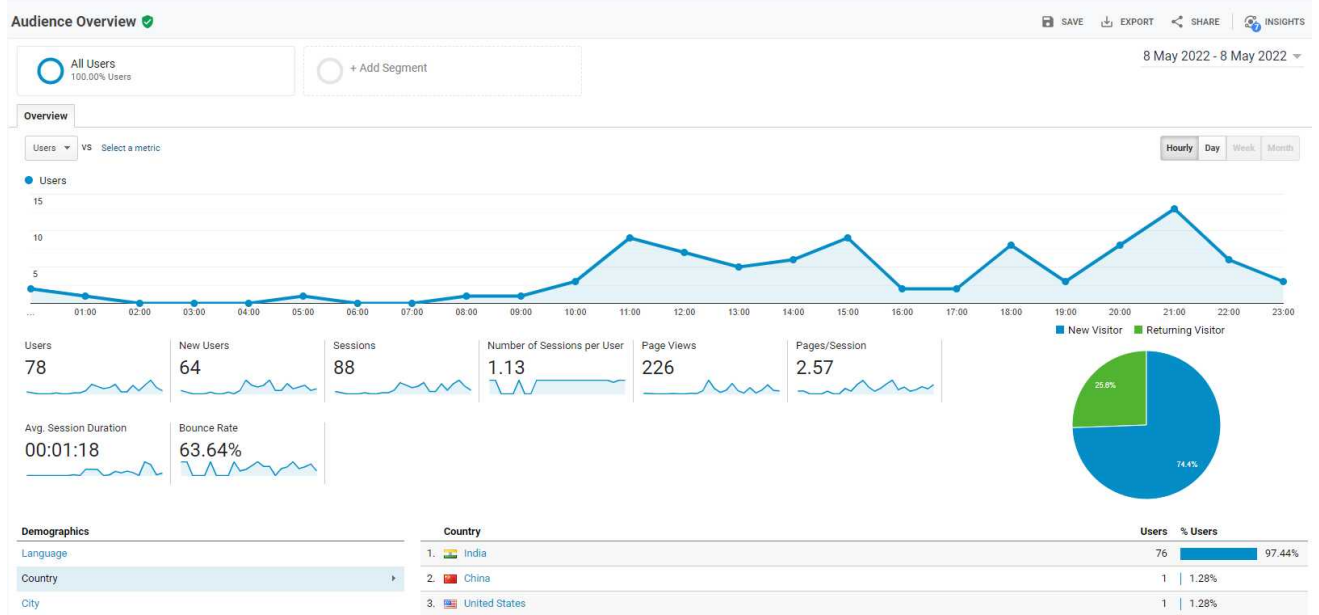 Audience Overview
SAVE EXPORT SHARE INSIGHTS
7
All Users
100.00% Users
+ Add Segment
8 May 2022 - 8 May 2022
Overview
Users VS Select a metric
Hourly Day Week Month
Users
15
10
5
... 01:00 02:00 03:00 04:00 05:00 06:00 07:00 08:00 09:00 10:00 11:00 12:00 13:00 14:00 15:00 16:00 17:00 18:00 19:00 20:00 21:00 22:00 23:00
New Visitor Returning Visitor
Users New Users Sessions Number of Sessions per User Page Views Pages/Session
78 64 88 1.13 226 2.57
25.6%
Avg. Session Duration Bounce Rate
00:01:18 63.64%
74.4%
Demographics Country Users % Users
Language 1. India 76 97.44%
Country 2. China 1 1.28%
City 3. United States 1 1.28%